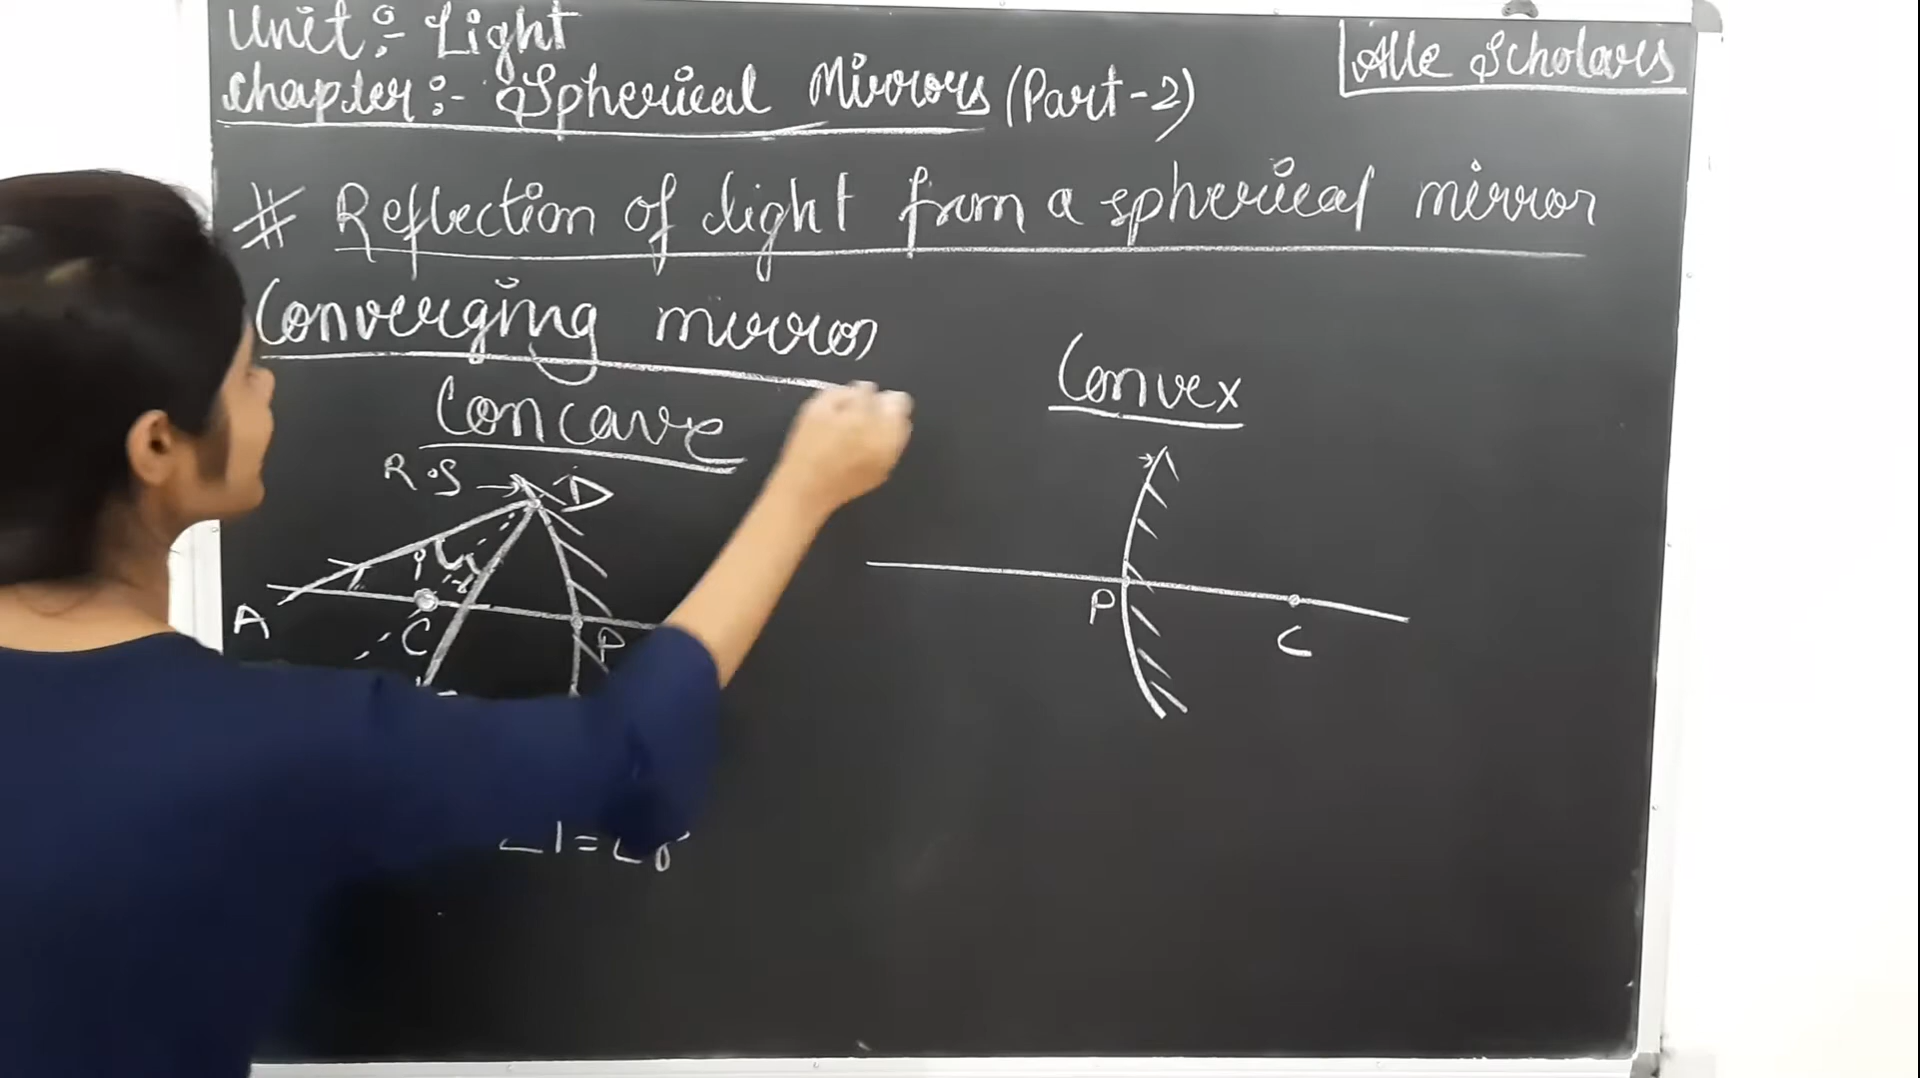 Unit :- Light
Chapter :- Spherical Mirrors (Part-2)
Alle Scholars
# Reflection of light from a spherical mirror
Converging mirror
Concave
Convex
R.S
D
i
r
A
C
P
P
C
∠i = ∠r